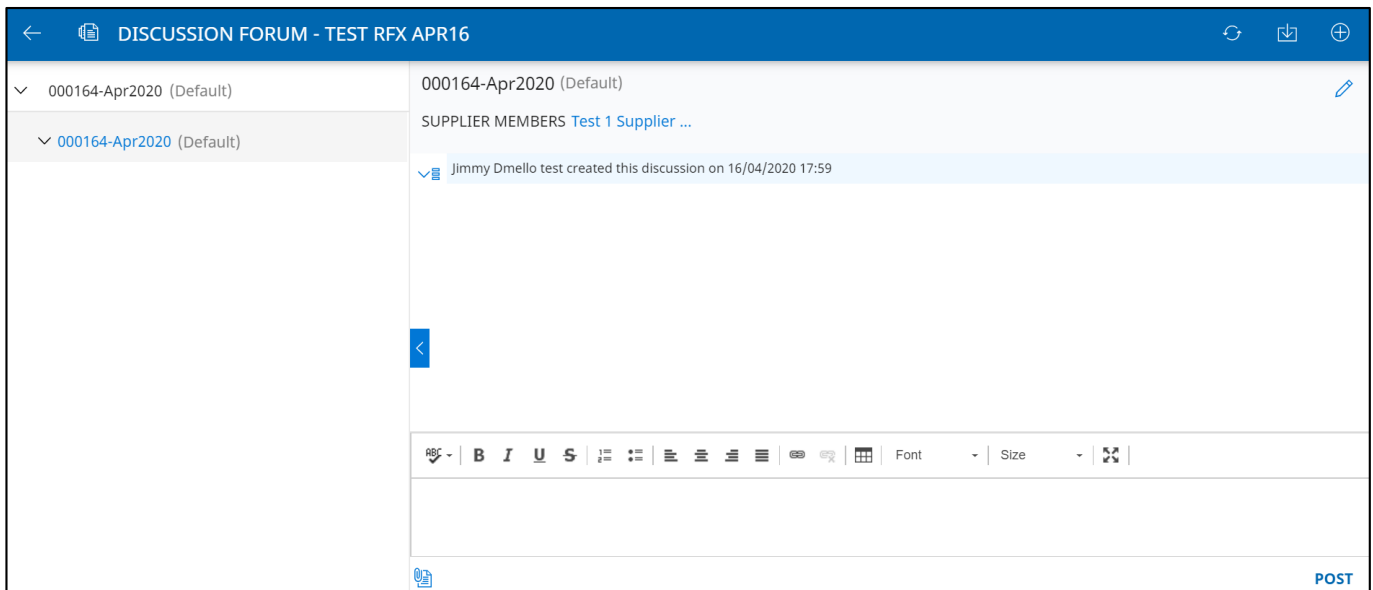 DISCUSSION FORUM - TEST RFX APR16
000164-Apr2020 (Default)
000164-Apr2020 (Default)
000164-Apr2020 (Default)
SUPPLIER MEMBERS Test 1 Supplier ...
Jimmy Dmello test created this discussion on 16/04/2020 17:59
ABC B I U S Font Size
POST